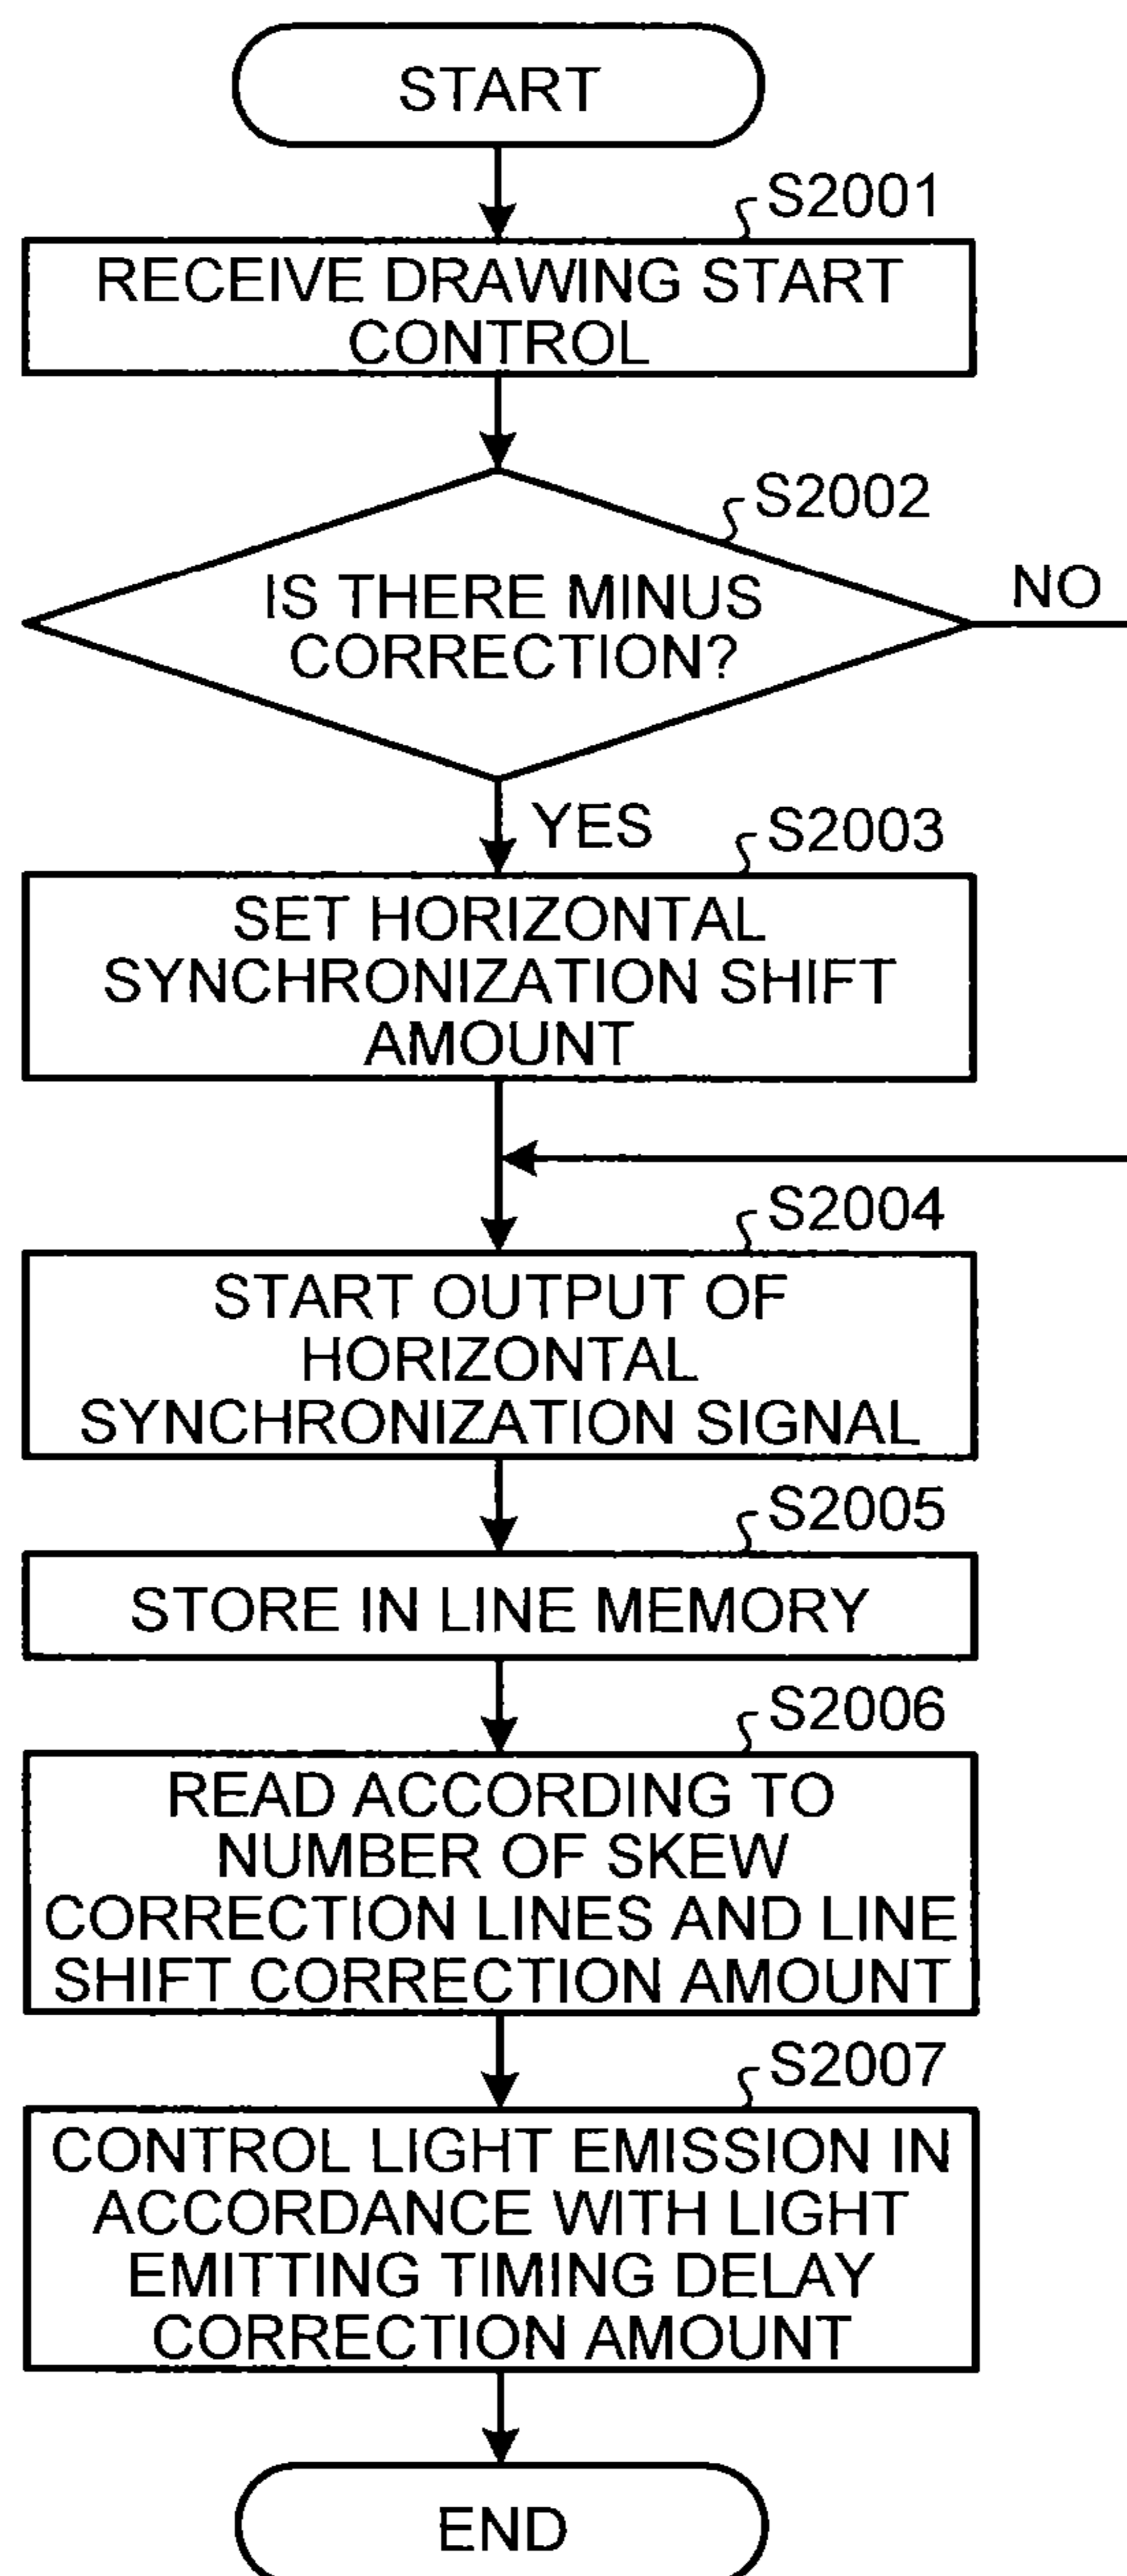 START
S2001
RECEIVE DRAWING START
CONTROL
S2002
IS THERE MINUS
CORRECTION?
NO
YES
S2003
SET HORIZONTAL
SYNCHRONIZATION SHIFT
AMOUNT
S2004
START OUTPUT OF
HORIZONTAL
SYNCHRONIZATION SIGNAL
S2005
STORE IN LINE MEMORY
S2006
READ ACCORDING TO
NUMBER OF SKEW
CORRECTION LINES AND LINE
SHIFT CORRECTION AMOUNT
S2007
CONTROL LIGHT EMISSION IN
ACCORDANCE WITH LIGHT
EMITTING TIMING DELAY
CORRECTION AMOUNT
END